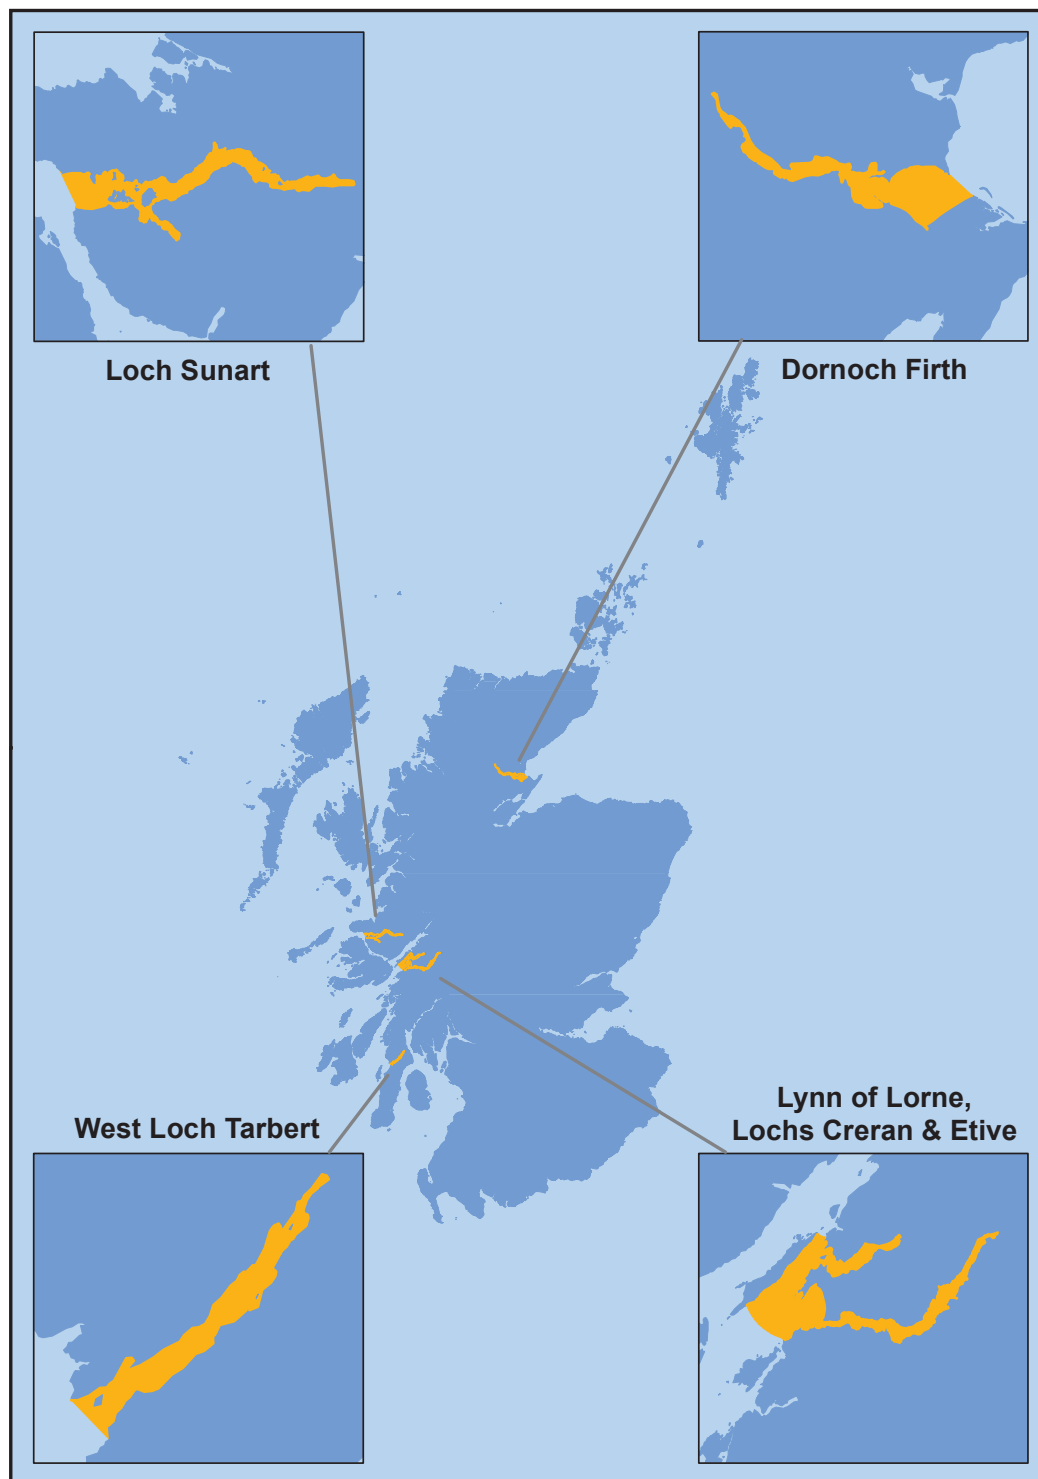 Loch Sunart
Dornoch Firth
West Loch Tarbert
Lynn of Lorne,
Lochs Creran & Etive